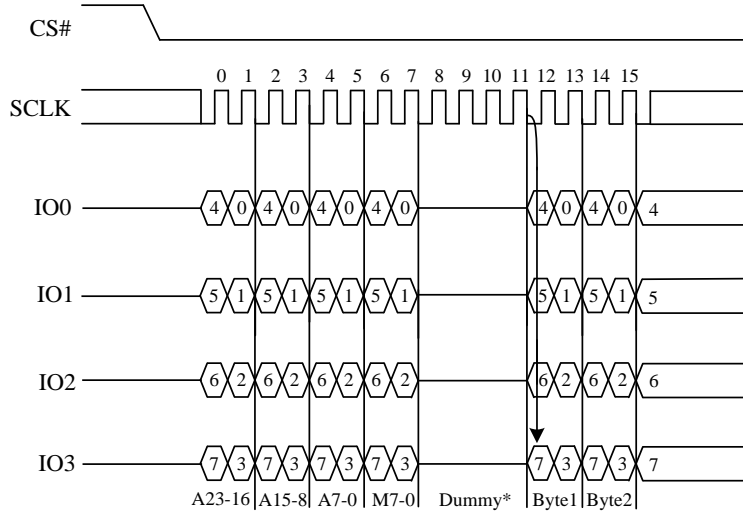 CS#
0 1 2 3 4 5 6 7 8 9 10 11 12 13 14 15
SCLK
IO0 4 0 4 0 4 0 4 0 4 0 4 0 4
IO1 5 1 5 1 5 1 5 1 5 1 5 1 5
IO2 6 2 6 2 6 2 6 2 6 2 6 2 6
IO3 7 3 7 3 7 3 7 3 7 3 7 3 7
A23-16 A15-8 A7-0 M7-0 Dummy* Byte1 Byte2